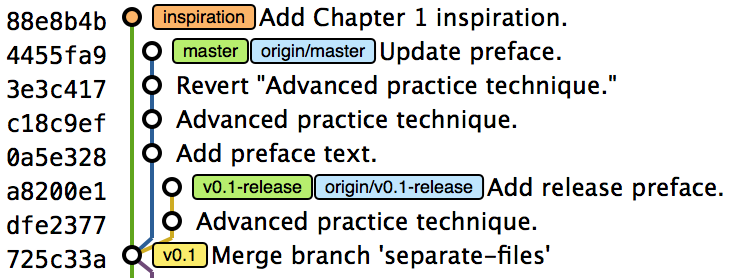 88e8b4b inspiration Add Chapter 1 inspiration.
4455fa9 master origin/master Update preface.
3e3c417 Revert "Advanced practice technique."
c18c9ef Advanced practice technique.
0a5e328 Add preface text.
a8200e1 v0.1-release origin/v0.1-release Add release preface.
dfe2377 Advanced practice technique.
725c33a v0.1 Merge branch 'separate-files'